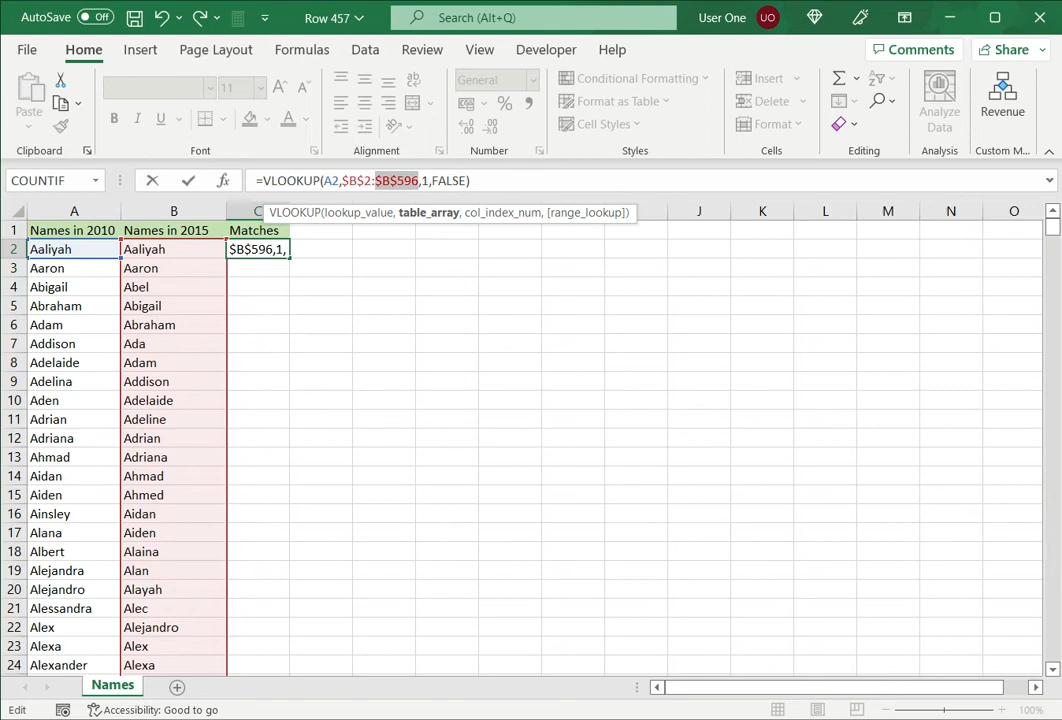 AutoSave Off Row 457 Search (Alt+Q) User One UO
File Home Insert Page Layout Formulas Data Review View Developer Help Comments Share
Paste
11 A A
B I U A
ab
General
% 9
Conditional Formatting
Format as Table
Cell Styles
Insert
Delete
Format
Analyze
Data
Revenue
Clipboard Font Alignment Number Styles Cells Editing Analysis Custom M...
COUNTIF fx =VLOOKUP(A2,$B$2:$B$596,1,FALSE)
VLOOKUP(lookup_value, table_array, col_index_num, [range_lookup])
A B C J K L M N O
1 Names in 2010 Names in 2015 Matches
2 Aaliyah Aaliyah $B$596,1,
3 Aaron Aaron
4 Abigail Abel
5 Abraham Abigail
6 Adam Abraham
7 Addison Ada
8 Adelaide Adam
9 Adelina Addison
10 Aden Adelaide
11 Adrian Adeline
12 Adriana Adrian
13 Ahmad Adriana
14 Aidan Ahmad
15 Aiden Ahmed
16 Ainsley Aidan
17 Alana Aiden
18 Albert Alaina
19 Alejandra Alan
20 Alejandro Alayah
21 Alessandra Alec
22 Alex Alejandro
23 Alexa Alex
24 Alexander Alexa
Names
Edit Accessibility: Good to go 100%